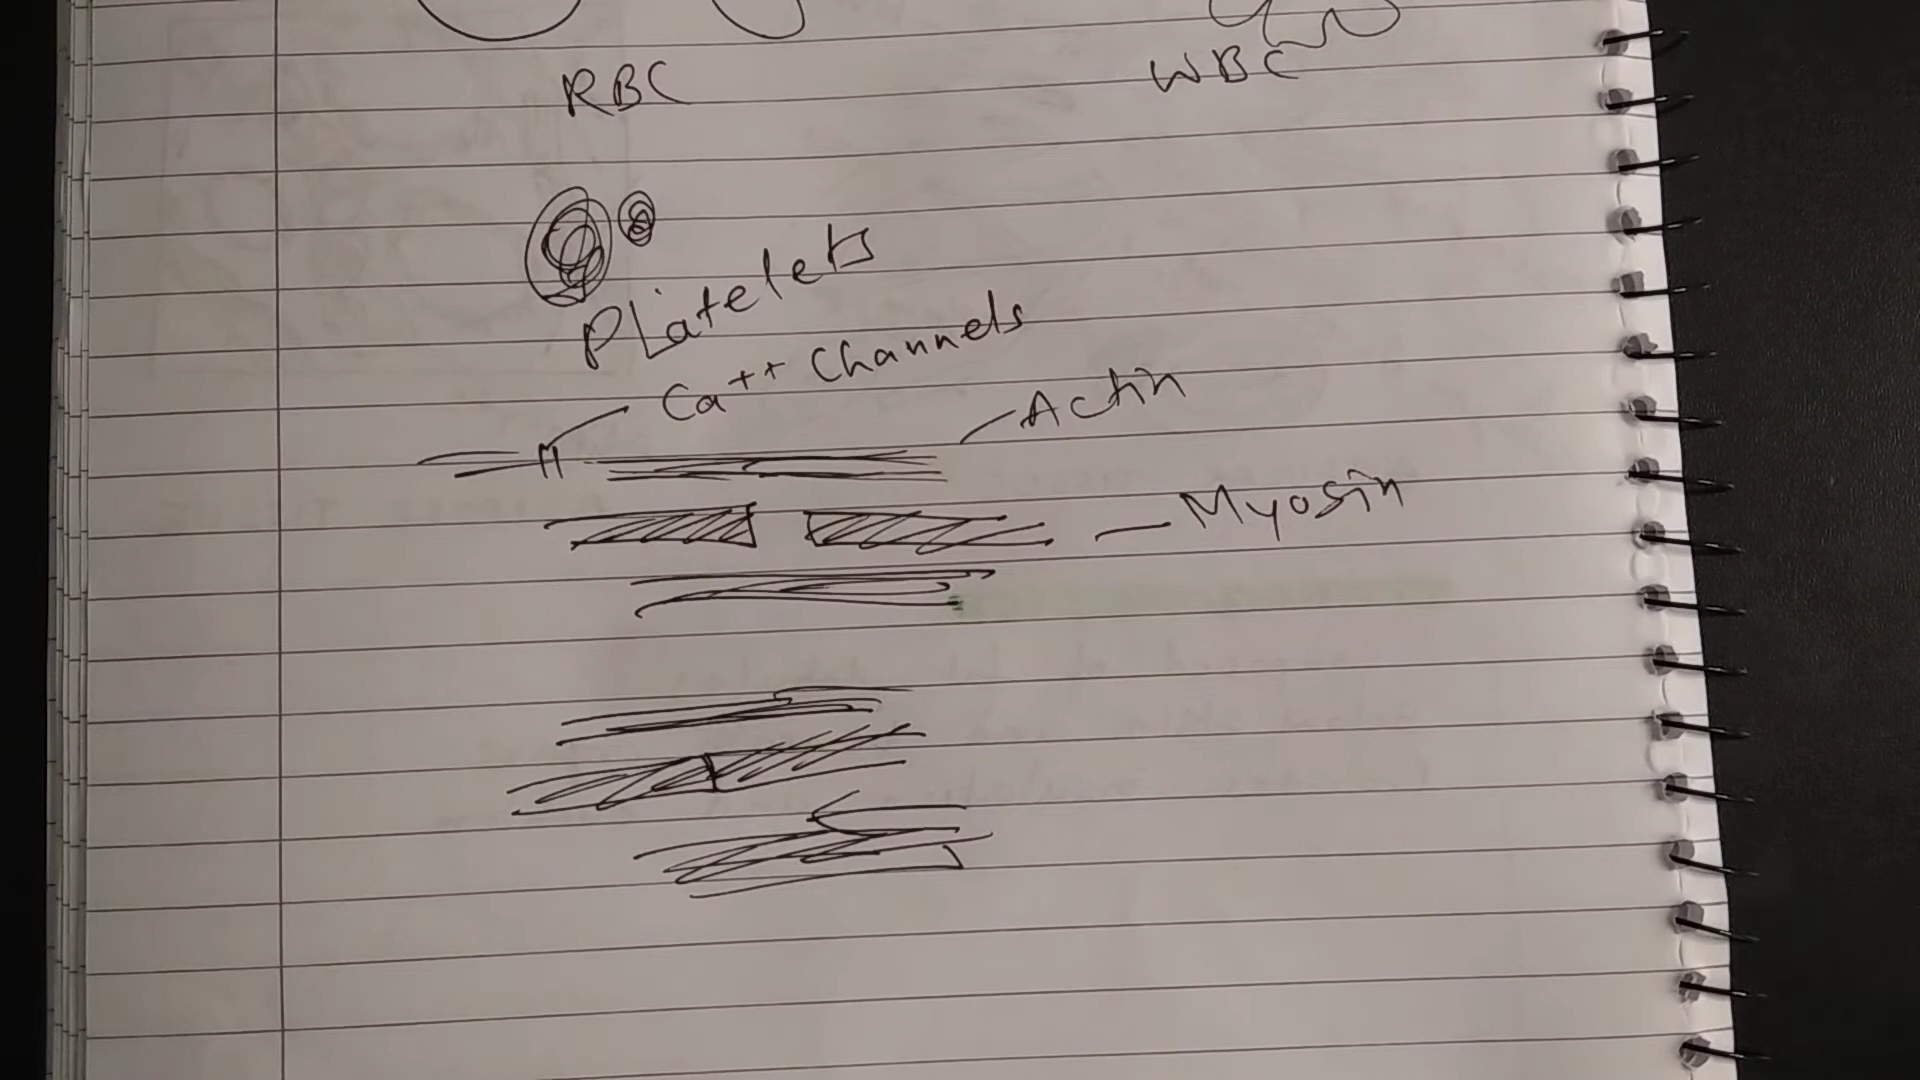 RBC WBC
Platelets
Ca++ Channels
Actin
Myosin